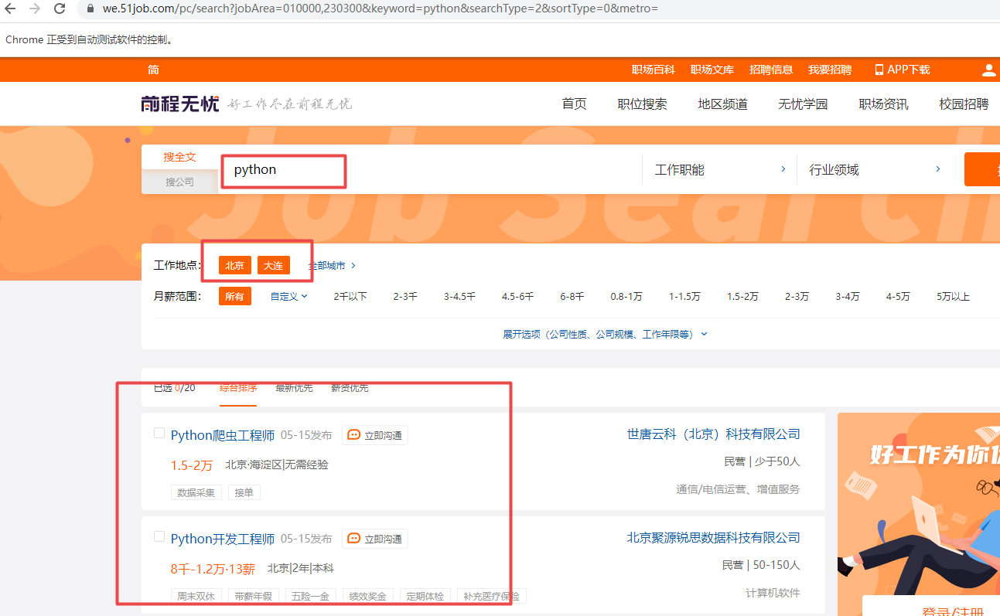 we.51job.com/pc/search?jobArea=010000,230300&keyword=python&searchType=2&sortType=0&metro=
Chrome 正受到自动测试软件的控制。
简 职场百科 职场文库 招聘信息 我要招聘 APP下载
前程无忧 好工作尽在前程无忧 首页 职位搜索 地区频道 无忧学园 职场资讯 校园招聘
搜全文
python 工作职能 行业领域
搜公司
Job Search
工作地点: 北京 大连 全部城市
月薪范围: 所有 自定义 2千以下 2-3千 3-4.5千 4.5-6千 6-8千 0.8-1万 1-1.5万 1.5-2万 2-3万 3-4万 4-5万 5万以上
展开选项（公司性质、公司规模、工作年限等）
已选 0/20 综合排序 最新优先 薪资优先
Python爬虫工程师 05-15发布 立即沟通 世唐云科（北京）科技有限公司
1.5-2万 北京·海淀区|无需经验 民营 | 少于50人
数据采集 接单 通信/电信运营、增值服务
好工作为你
Python开发工程师 05-15发布 立即沟通 北京聚源锐思数据科技有限公司
8千-1.2万·13薪 北京|2年|本科 民营 | 50-150人
周末双休 带薪年假 五险一金 绩效奖金 定期体检 补充医疗保险 计算机软件
登录/注册